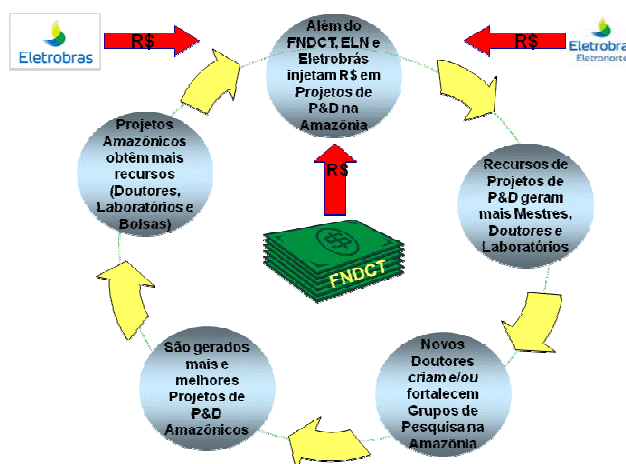 Eletrobras
R$
Além do
FNDCT, ELN e
Eletrobrás
injetam R$ em
Projetos de
P&D na
Amazônia
R$
Eletrobras
Eletronorte
Projetos
Amazônicos
obtêm mais
recursos
(Doutores,
Laboratórios e
Bolsas)
R$
Recursos de
Projetos de
P&D geram
mais Mestres,
Doutores e
Laboratórios
FNDCT
São gerados
mais e
melhores
Projetos de
P&D
Amazônicos
Novos
Doutores
criam e/ou
fortalecem
Grupos de
Pesquisa na
Amazônia